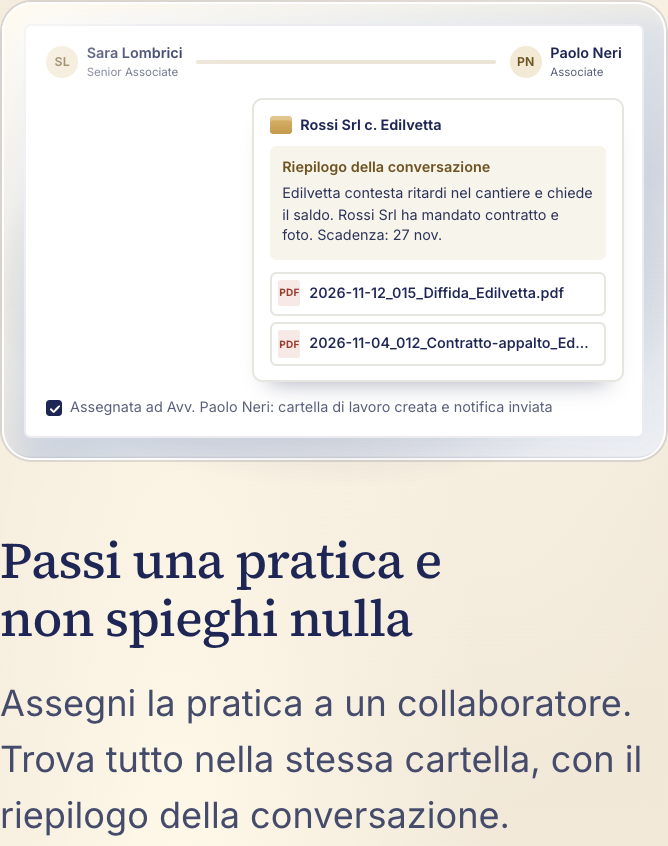 SL
Sara Lombrici
Senior Associate
PN
Paolo Neri
Associate
Rossi Srl c. Edilvetta
Riepilogo della conversazione
Edilvetta contesta ritardi nel cantiere e chiede
il saldo. Rossi Srl ha mandato contratto e
foto. Scadenza: 27 nov.
PDF 2026-11-12_015_Diffida_Edilvetta.pdf
PDF 2026-11-04_012_Contratto-appalto_Ed...
Assegnata ad Avv. Paolo Neri: cartella di lavoro creata e notifica inviata
Passi una pratica e
non spieghi nulla
Assegni la pratica a un collaboratore.
Trova tutto nella stessa cartella, con il
riepilogo della conversazione.